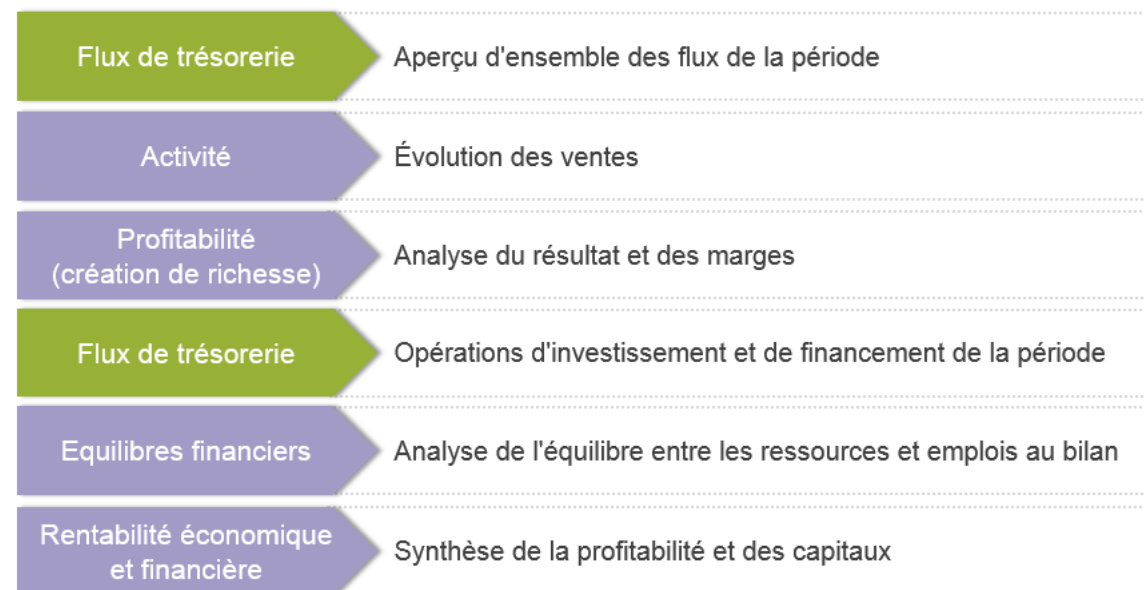 Flux de trésorerie
Aperçu d'ensemble des flux de la période
Activité
Évolution des ventes
Profitabilité
(création de richesse)
Analyse du résultat et des marges
Flux de trésorerie
Opérations d'investissement et de financement de la période
Equilibres financiers
Analyse de l'équilibre entre les ressources et emplois au bilan
Rentabilité économique
et financière
Synthèse de la profitabilité et des capitaux